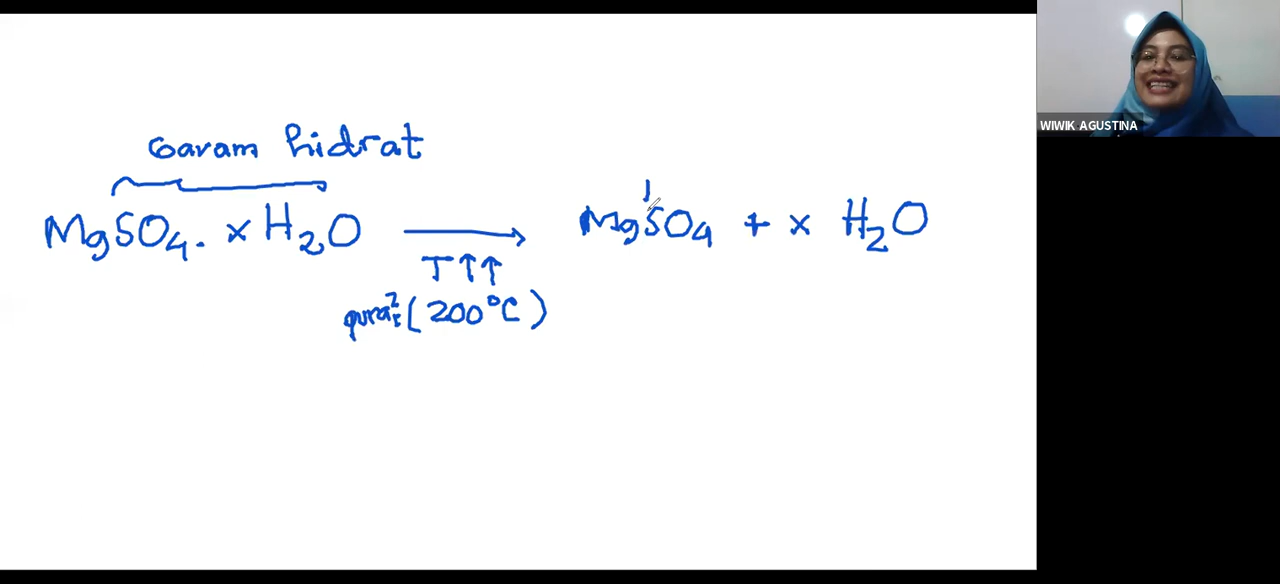 Garam hidrat
MgSO4. x H2O → MgSO4 + x H2O
T↑↑
(200°C)
WIWIK AGUSTINA